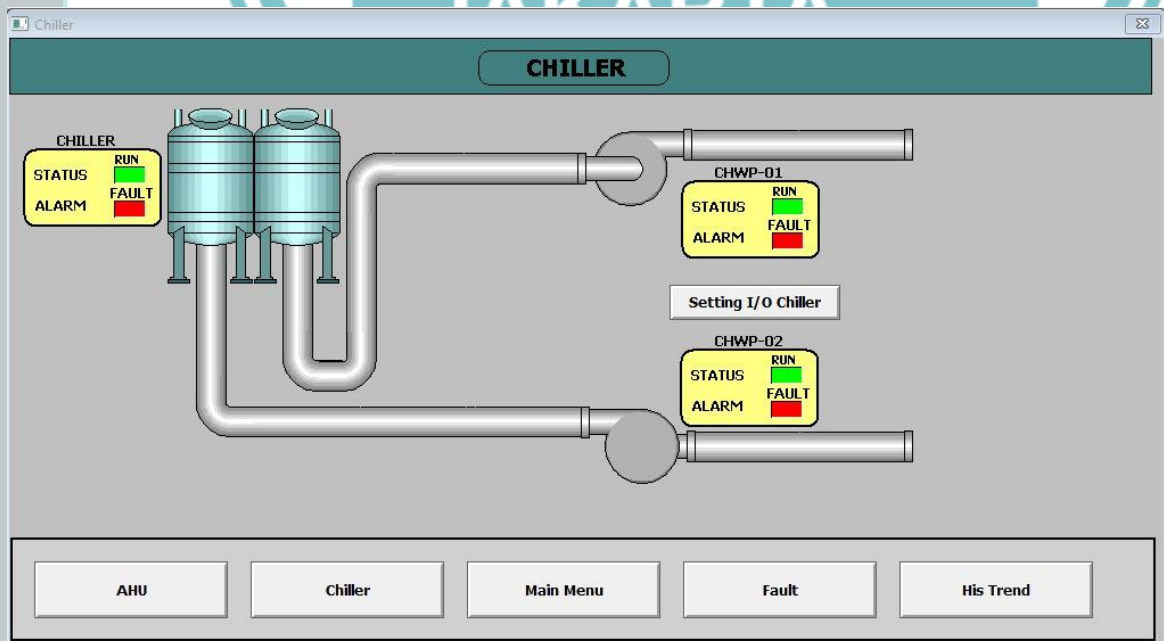 Chiller
CHILLER
CHILLER
RUN
STATUS
FAULT
ALARM
CHWP-01
RUN
STATUS
FAULT
ALARM
Setting I/O Chiller
CHWP-02
RUN
STATUS
FAULT
ALARM
AHU
Chiller
Main Menu
Fault
His Trend